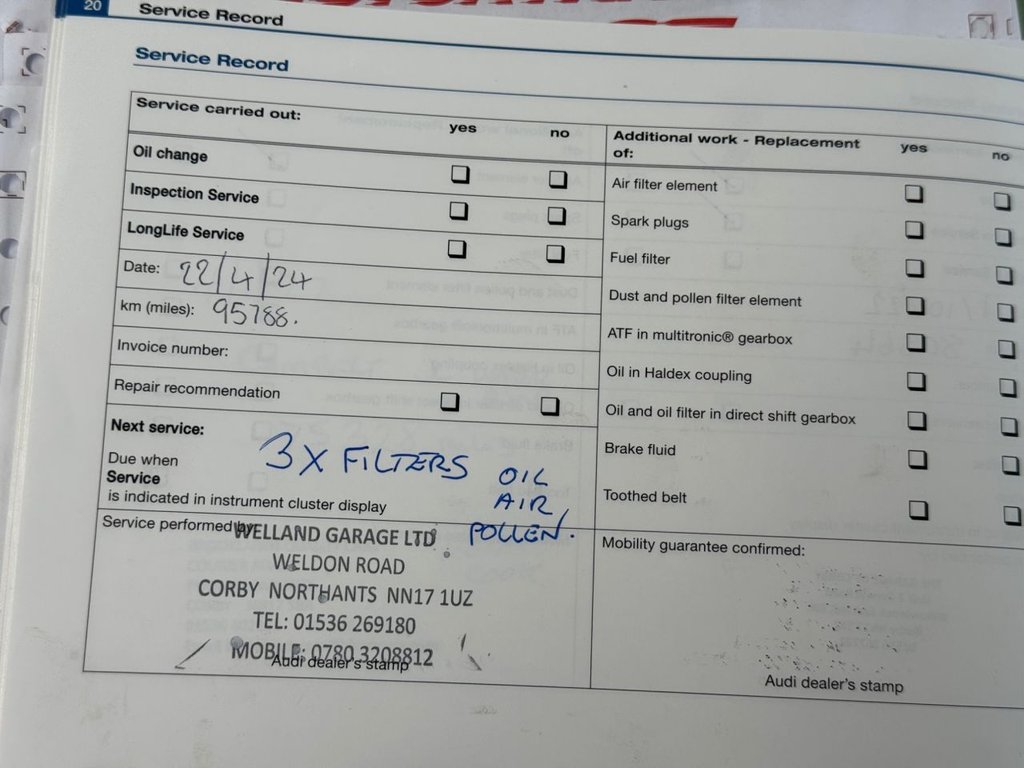 20 Service Record
Service Record
Service carried out:
yes no
Oil change
Inspection Service
LongLife Service
Date: 22/4/24
km (miles): 95788.
Invoice number:
Repair recommendation
Next service:
Due when
Service
is indicated in instrument cluster display
3 X FILTERS OIL
AIR,
POLLEN.
Service performed by:
WELLAND GARAGE LTD
WELDON ROAD
CORBY NORTHANTS NN17 1UZ
TEL: 01536 269180
MOBILE: 0780 3208812
Audi dealer's stamp
Additional work - Replacement
of:
yes no
Air filter element
Spark plugs
Fuel filter
Dust and pollen filter element
ATF in multitronic® gearbox
Oil in Haldex coupling
Oil and oil filter in direct shift gearbox
Brake fluid
Toothed belt
Mobility guarantee confirmed:
Audi dealer's stamp